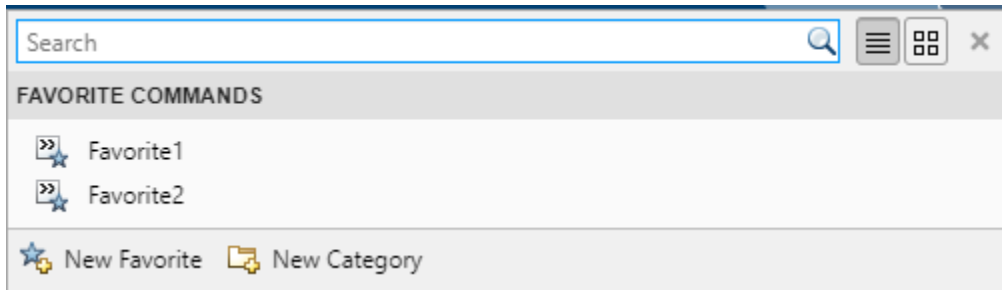 Search
FAVORITE COMMANDS
Favorite1
Favorite2
New Favorite New Category